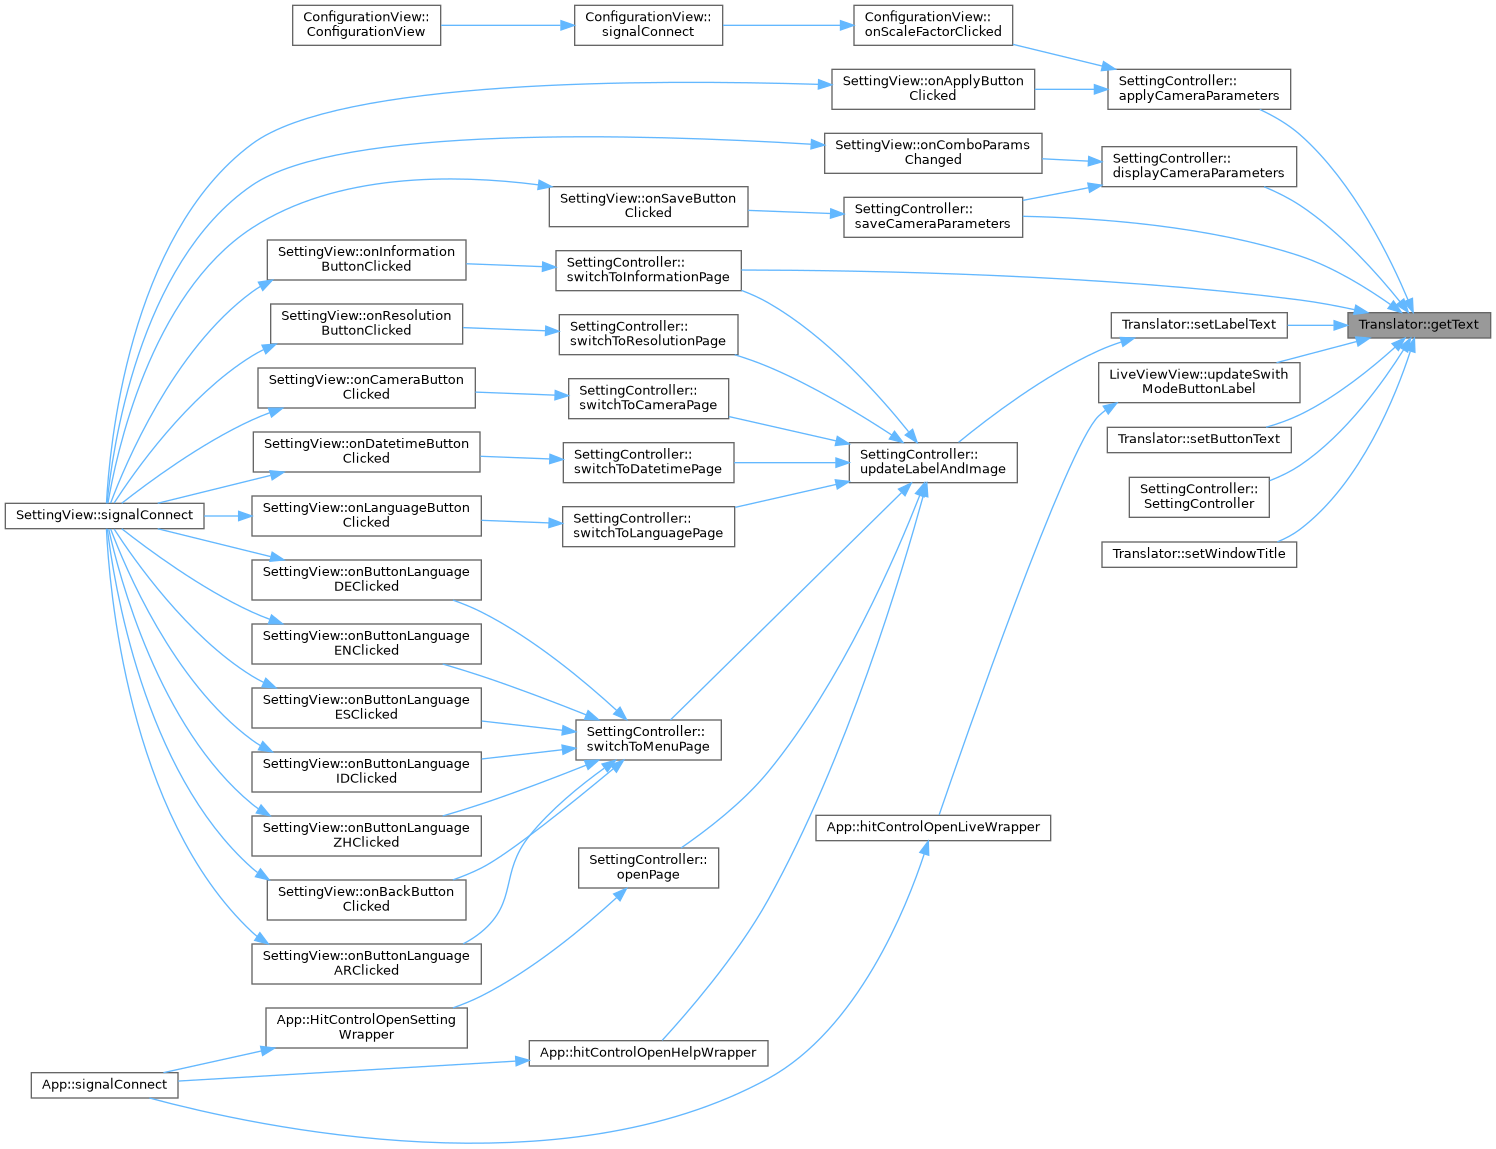 ConfigurationView::
ConfigurationView
ConfigurationView::
signalConnect
ConfigurationView::
onScaleFactorClicked
SettingView::onApplyButton
Clicked
SettingController::
applyCameraParameters
SettingView::onComboParams
Changed
SettingController::
displayCameraParameters
SettingView::onSaveButton
Clicked
SettingController::
saveCameraParameters
SettingView::onInformation
ButtonClicked
SettingController::
switchToInformationPage
SettingView::onResolution
ButtonClicked
SettingController::
switchToResolutionPage
Translator::setLabelText
Translator::getText
SettingView::onCameraButton
Clicked
SettingController::
switchToCameraPage
LiveViewView::updateSwith
ModeButtonLabel
SettingView::onDatetimeButton
Clicked
SettingController::
switchToDatetimePage
SettingController::
updateLabelAndImage
Translator::setButtonText
SettingView::signalConnect
SettingView::onLanguageButton
Clicked
SettingController::
switchToLanguagePage
SettingController::
SettingController
Translator::setWindowTitle
SettingView::onButtonLanguage
DEClicked
SettingView::onButtonLanguage
ENClicked
SettingView::onButtonLanguage
ESClicked
SettingController::
switchToMenuPage
SettingView::onButtonLanguage
IDClicked
SettingView::onButtonLanguage
ZHClicked
App::hitControlOpenLiveWrapper
SettingController::
openPage
SettingView::onBackButton
Clicked
SettingView::onButtonLanguage
ARClicked
App::HitControlOpenSetting
Wrapper
App::hitControlOpenHelpWrapper
App::signalConnect